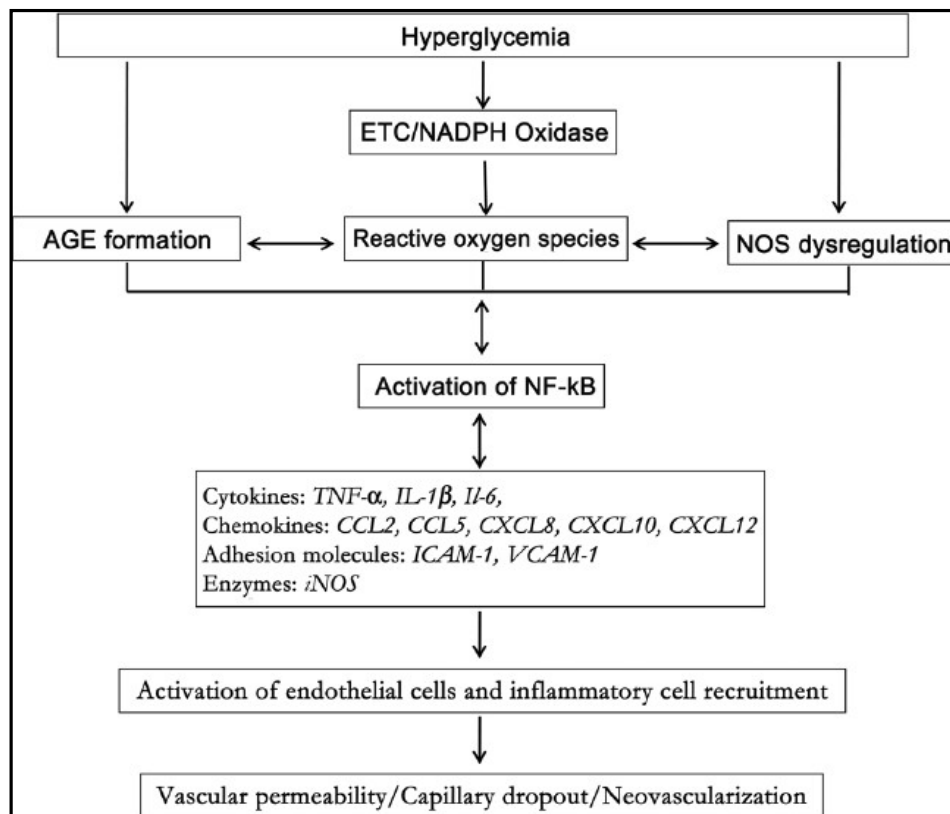 Hyperglycemia
ETC/NADPH Oxidase
AGE formation
Reactive oxygen species
NOS dysregulation
Activation of NF-kB
Cytokines: TNF-α, IL-1β, Il-6,
Chemokines: CCL2, CCL5, CXCL8, CXCL10, CXCL12
Adhesion molecules: ICAM-1, VCAM-1
Enzymes: iNOS
Activation of endothelial cells and inflammatory cell recruitment
Vascular permeability/Capillary dropout/Neovascularization